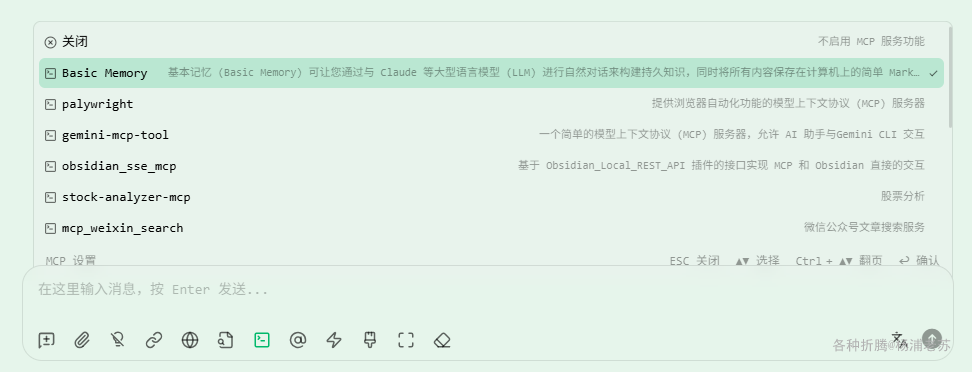 关闭 不启用 MCP 服务功能
Basic Memory 基本记忆 (Basic Memory) 可让您通过与 Claude 等大型语言模型 (LLM) 进行自然对话来构建持久知识, 同时将所有内容保存在计算机上的简单 Mark…
palywright 提供浏览器自动化功能的模型上下文协议 (MCP) 服务器
gemini-mcp-tool 一个简单的模型上下文协议 (MCP) 服务器, 允许 AI 助手与Gemini CLI 交互
obsidian_sse_mcp 基于 Obsidian_Local_REST_API 插件的接口实现 MCP 和 Obsidian 直接的交互
stock-analyzer-mcp 股票分析
mcp_weixin_search 微信公众号文章搜索服务
MCP 设置 ESC 关闭 ▲▼ 选择 Ctrl + ▲▼ 翻页 ↩ 确认
在这里输入消息, 按 Enter 发送...
各种折腾@杨浦老苏